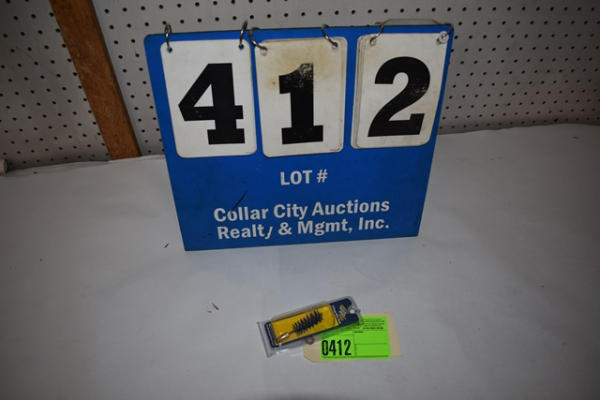 412
LOT #
Collar City Auctions
Realty & Mgmt, Inc.
0412